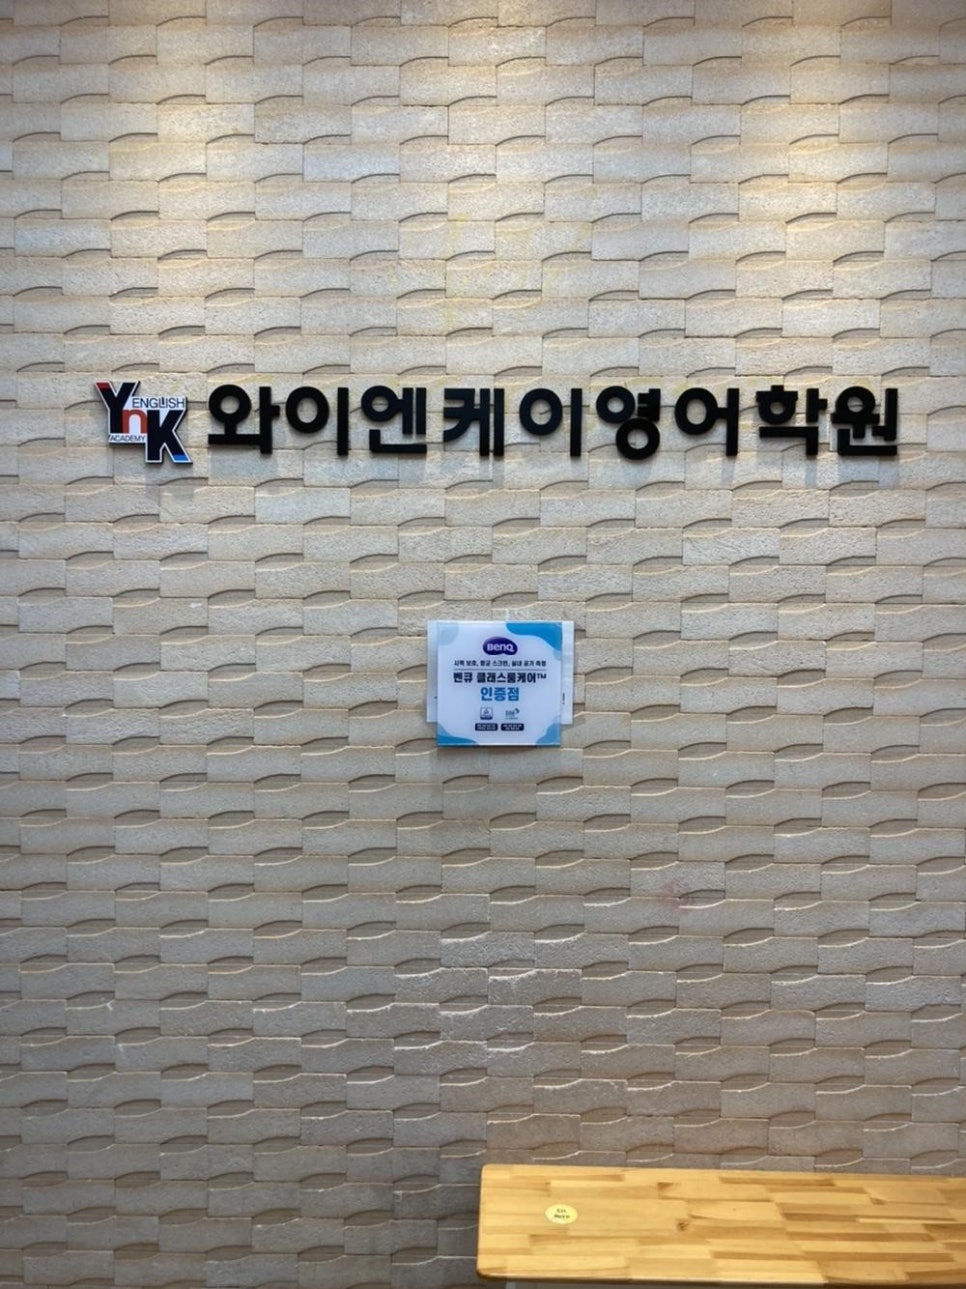 YnK
ENGLISH
ACADEMY
와이엔케이영어학원
BenQ
시력 보호, 항균 스크린, 실내 공기 측정
벤큐 클래스룸케어™
인증점